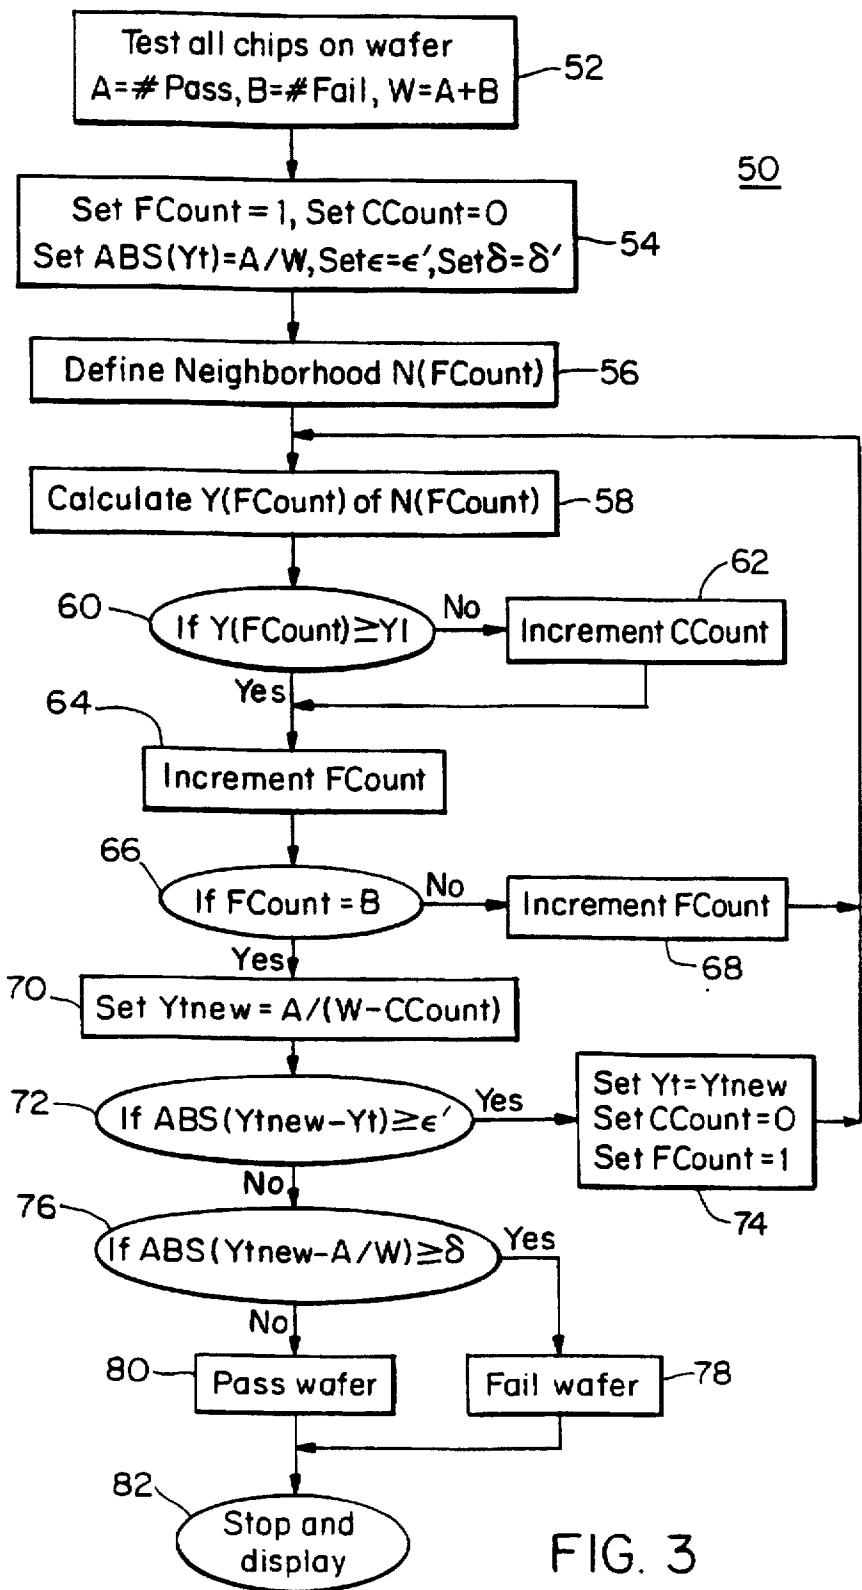 Test all chips on wafer
A=# Pass, B=# Fail, W=A+B
52
50
Set FCount = 1, Set CCount=0
Set ABS(Yt)=A/W, Setϵ=ϵ′, Setδ=δ′
54
Define Neighborhood N(FCount)
56
Calculate Y(FCount) of N(FCount)
58
60
If Y(FCount)≧Yl
No
62
Increment CCount
Yes
64
Increment FCount
66
If FCount = B
No
Increment FCount
68
Yes
70
Set Ytnew = A/(W-CCount)
72
If ABS(Ytnew-Yt)≧ϵ′
Yes
Set Yt=Ytnew
Set CCount=0
Set FCount=1
74
No
76
If ABS(Ytnew-A/W)≧δ
Yes
No
80
Pass wafer
Fail wafer
78
82
Stop and
display
FIG. 3